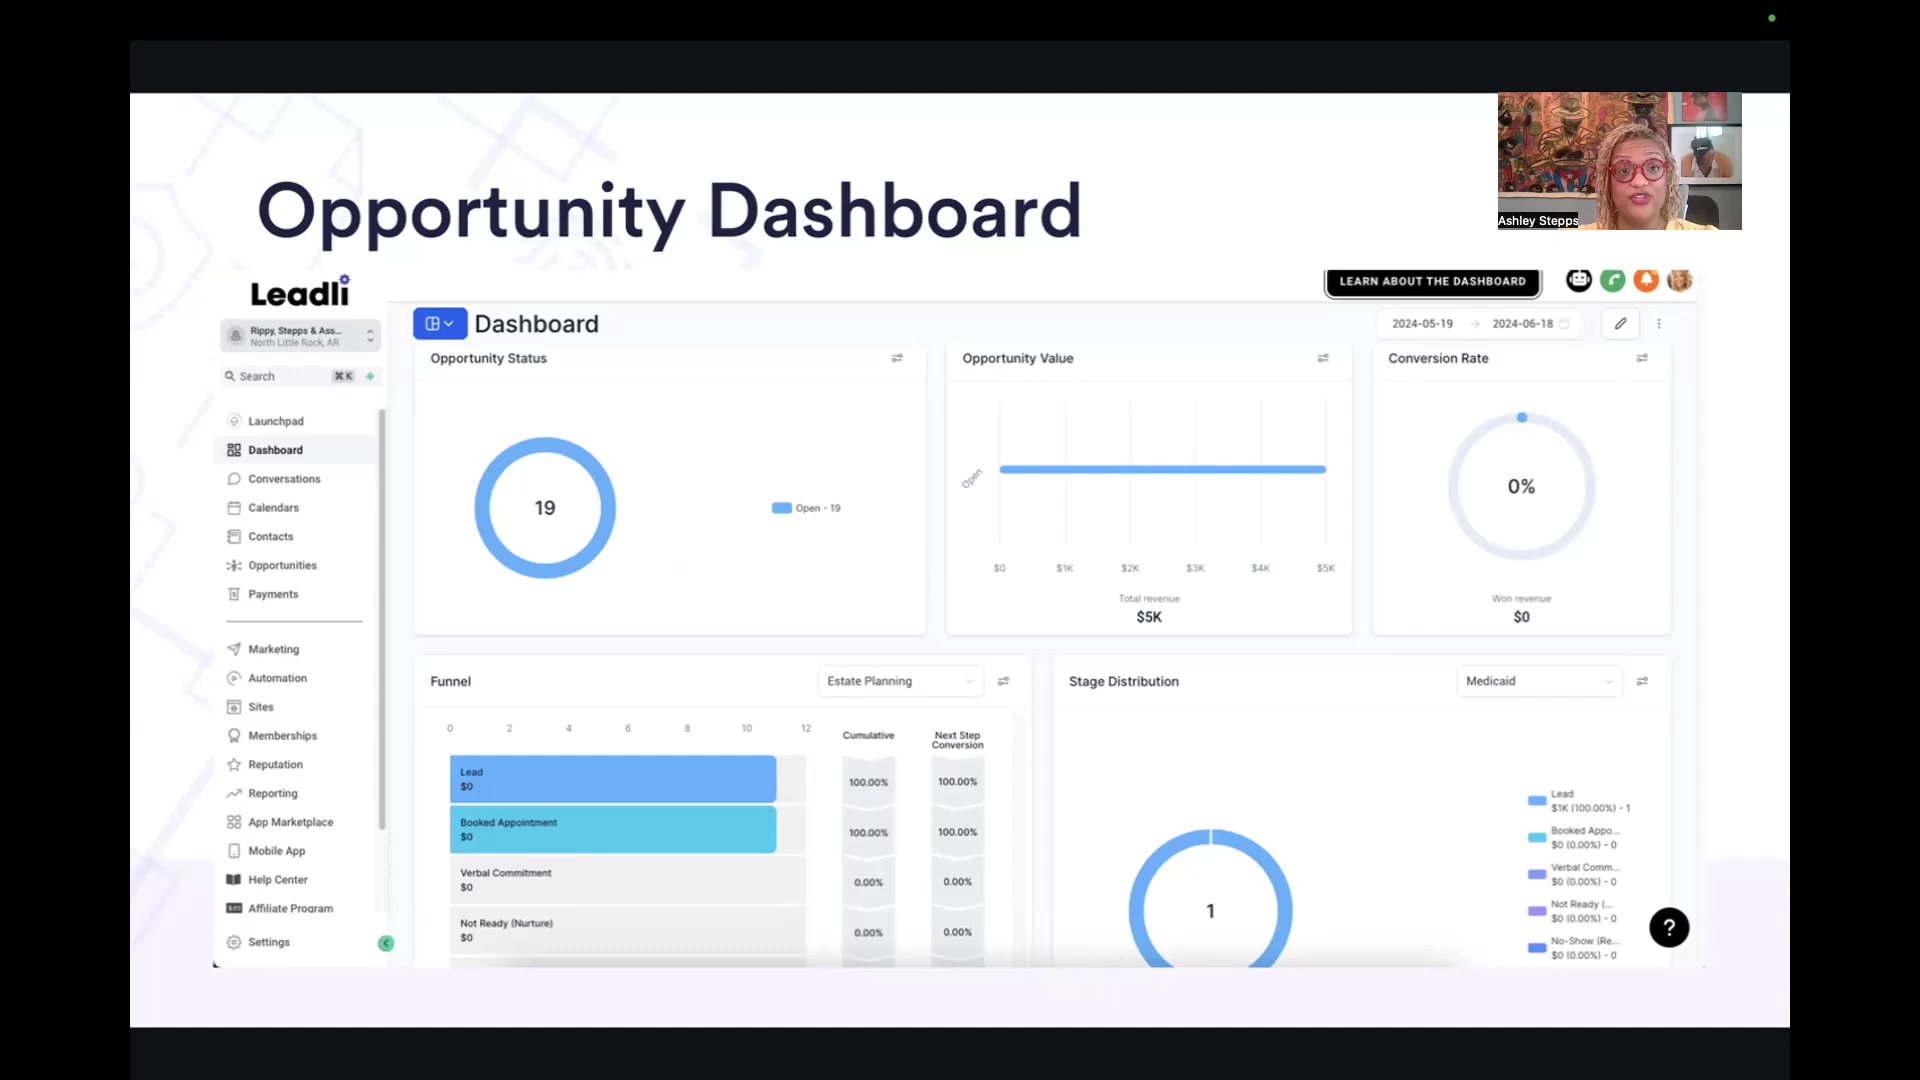 Opportunity Dashboard
Ashley Stepps
Leadli
LEARN ABOUT THE DASHBOARD
Rippy, Stepps & Ass...
North Little Rock, AR
Search ⌘ K
Launchpad
Dashboard
Conversations
Calendars
Contacts
Opportunities
Payments
Marketing
Automation
Sites
Memberships
Reputation
Reporting
App Marketplace
Mobile App
Help Center
Affiliate Program
Settings
Dashboard
2024-05-19 → 2024-06-18
Opportunity Status
19
Open - 19
Opportunity Value
Open
$0 $1K $2K $3K $4K $5K
Total revenue
$5K
Conversion Rate
0%
Won revenue
$0
Funnel
Estate Planning
0 2 4 6 8 10 12
Cumulative
Next Step
Conversion
Lead
$0
100.00% 100.00%
Booked Appointment
$0
100.00% 100.00%
Verbal Commitment
$0
0.00% 0.00%
Not Ready (Nurture)
$0
0.00% 0.00%
Stage Distribution
Medicaid
1
Lead
$1K (100.00%) - 1
Booked Appo...
$0 (0.00%) - 0
Verbal Comm...
$0 (0.00%) - 0
Not Ready (...
$0 (0.00%) - 0
No-Show (Re...
$0 (0.00%) - 0
?